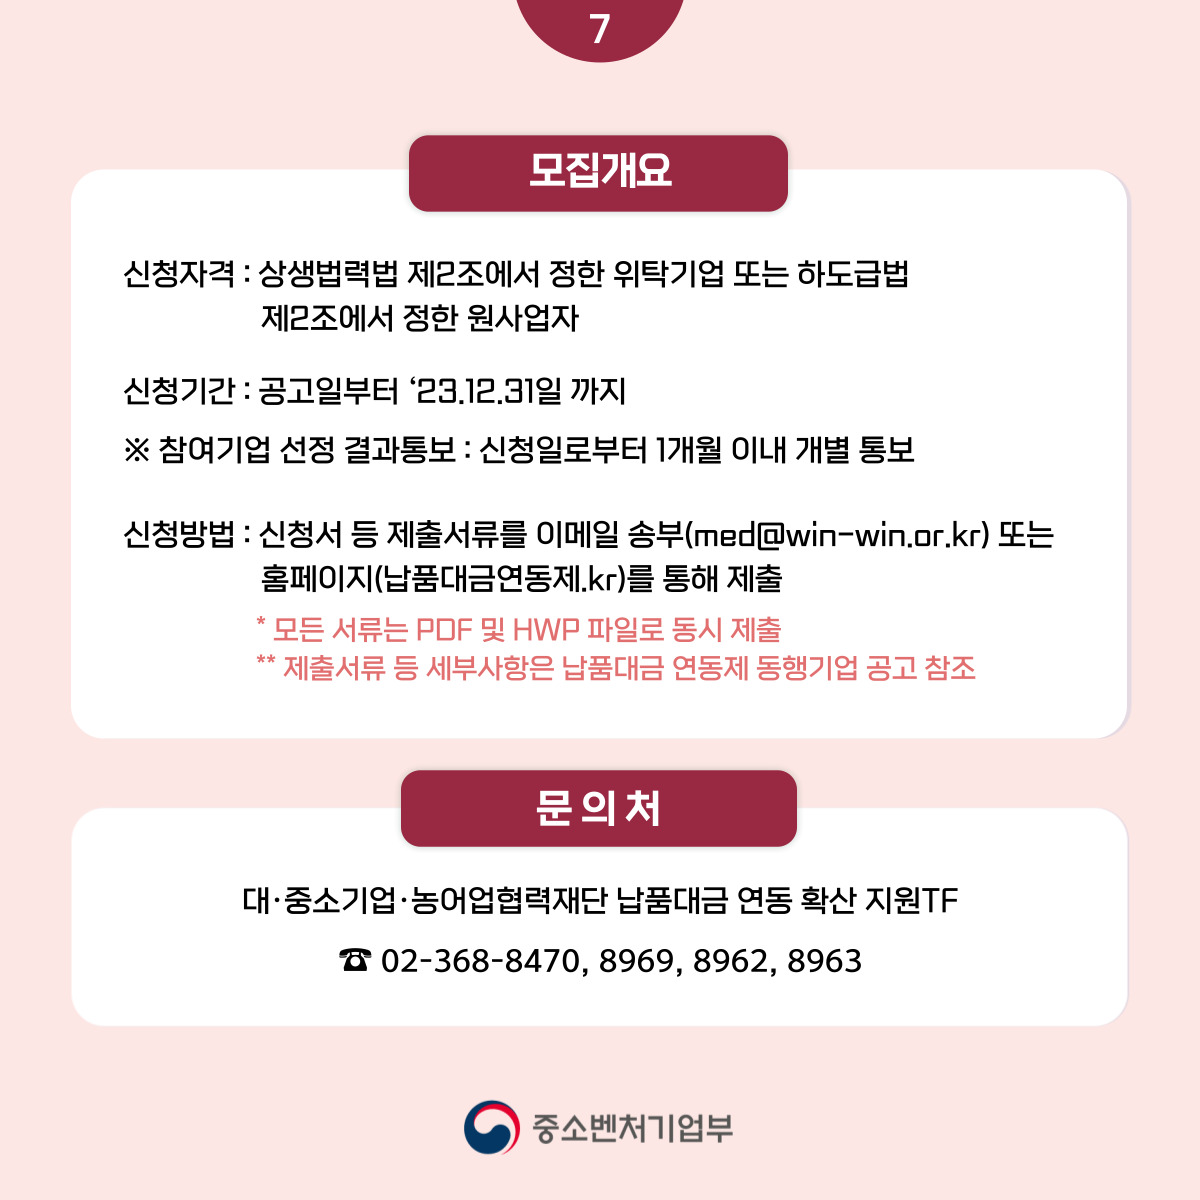 7
모집개요
신청자격 : 상생법력법 제2조에서 정한 위탁기업 또는 하도급법
제2조에서 정한 원사업자
신청기간 : 공고일부터 ‘23.12.31일 까지
※ 참여기업 선정 결과통보 : 신청일로부터 1개월 이내 개별 통보
신청방법 : 신청서 등 제출서류를 이메일 송부(med@win-win.or.kr) 또는
홈페이지(납품대금연동제.kr)를 통해 제출
* 모든 서류는 PDF 및 HWP 파일로 동시 제출
** 제출서류 등 세부사항은 납품대금 연동제 동행기업 공고 참조
문 의 처
대·중소기업·농어업협력재단 납품대금 연동 확산 지원TF
☎ 02-368-8470, 8969, 8962, 8963
중소벤처기업부